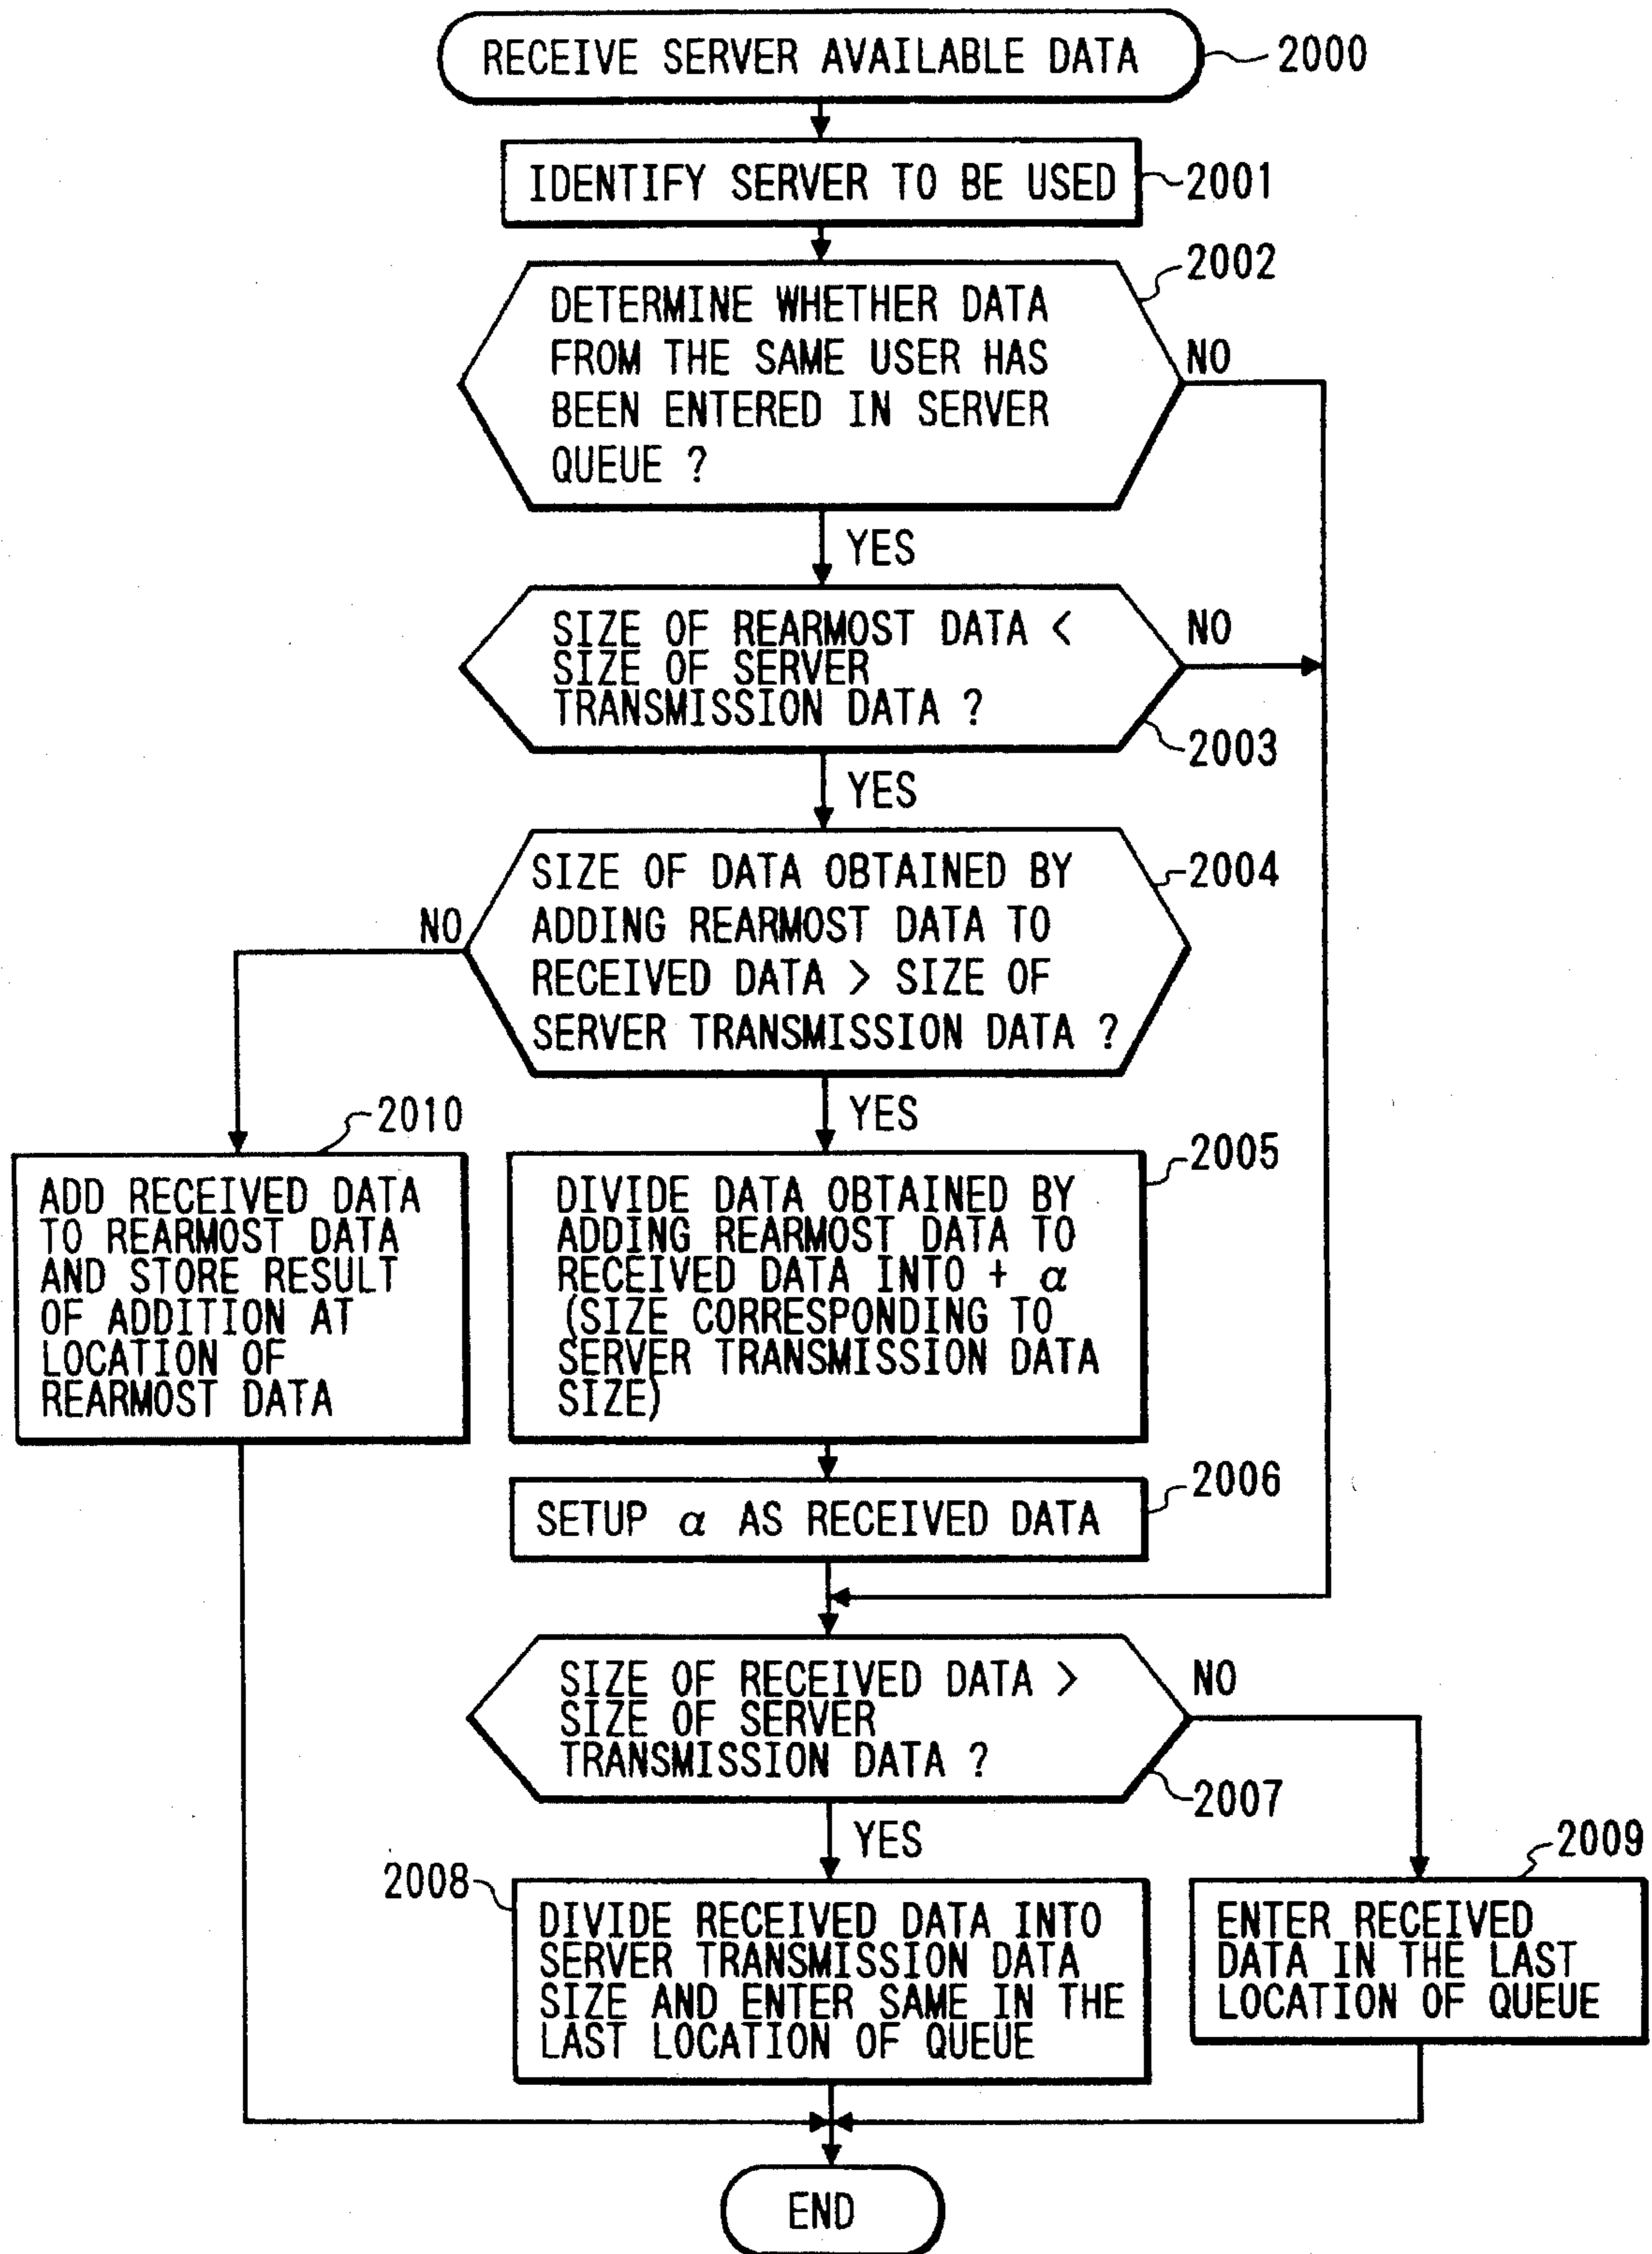 RECEIVE SERVER AVAILABLE DATA
2000
IDENTIFY SERVER TO BE USED
2001
2002
DETERMINE WHETHER DATA
FROM THE SAME USER HAS
BEEN ENTERED IN SERVER
QUEUE ?
NO
YES
SIZE OF REARMOST DATA <
SIZE OF SERVER
TRANSMISSION DATA ?
NO
2003
YES
SIZE OF DATA OBTAINED BY
ADDING REARMOST DATA TO
RECEIVED DATA > SIZE OF
SERVER TRANSMISSION DATA ?
2004
NO
YES
2010
ADD RECEIVED DATA
TO REARMOST DATA
AND STORE RESULT
OF ADDITION AT
LOCATION OF
REARMOST DATA
2005
DIVIDE DATA OBTAINED BY
ADDING REARMOST DATA TO
RECEIVED DATA INTO + α
(SIZE CORRESPONDING TO
SERVER TRANSMISSION DATA
SIZE)
2006
SETUP α AS RECEIVED DATA
SIZE OF RECEIVED DATA >
SIZE OF SERVER
TRANSMISSION DATA ?
NO
2007
YES
2008
DIVIDE RECEIVED DATA INTO
SERVER TRANSMISSION DATA
SIZE AND ENTER SAME IN THE
LAST LOCATION OF QUEUE
2009
ENTER RECEIVED
DATA IN THE LAST
LOCATION OF QUEUE
END